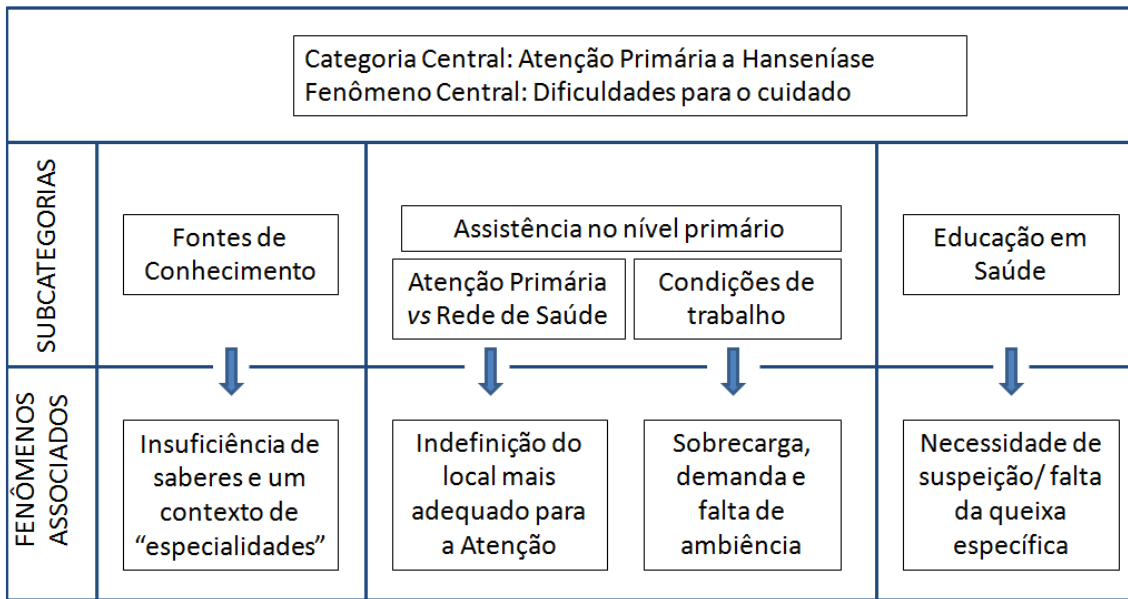 Categoria Central: Atenção Primária a Hanseníase
Fenômeno Central: Dificuldades para o cuidado
SUBCATEGORIAS
Fontes de
Conhecimento
Assistência no nível primário
Atenção Primária
vs Rede de Saúde
Condições de
trabalho
Educação em
Saúde
FENÔMENOS
ASSOCIADOS
Insuficiência de
saberes e um
contexto de
“especialidades”
Indefinição do
local mais
adequado para
a Atenção
Sobrecarga,
demanda e
falta de
ambiência
Necessidade de
suspeição/ falta
da queixa
específica